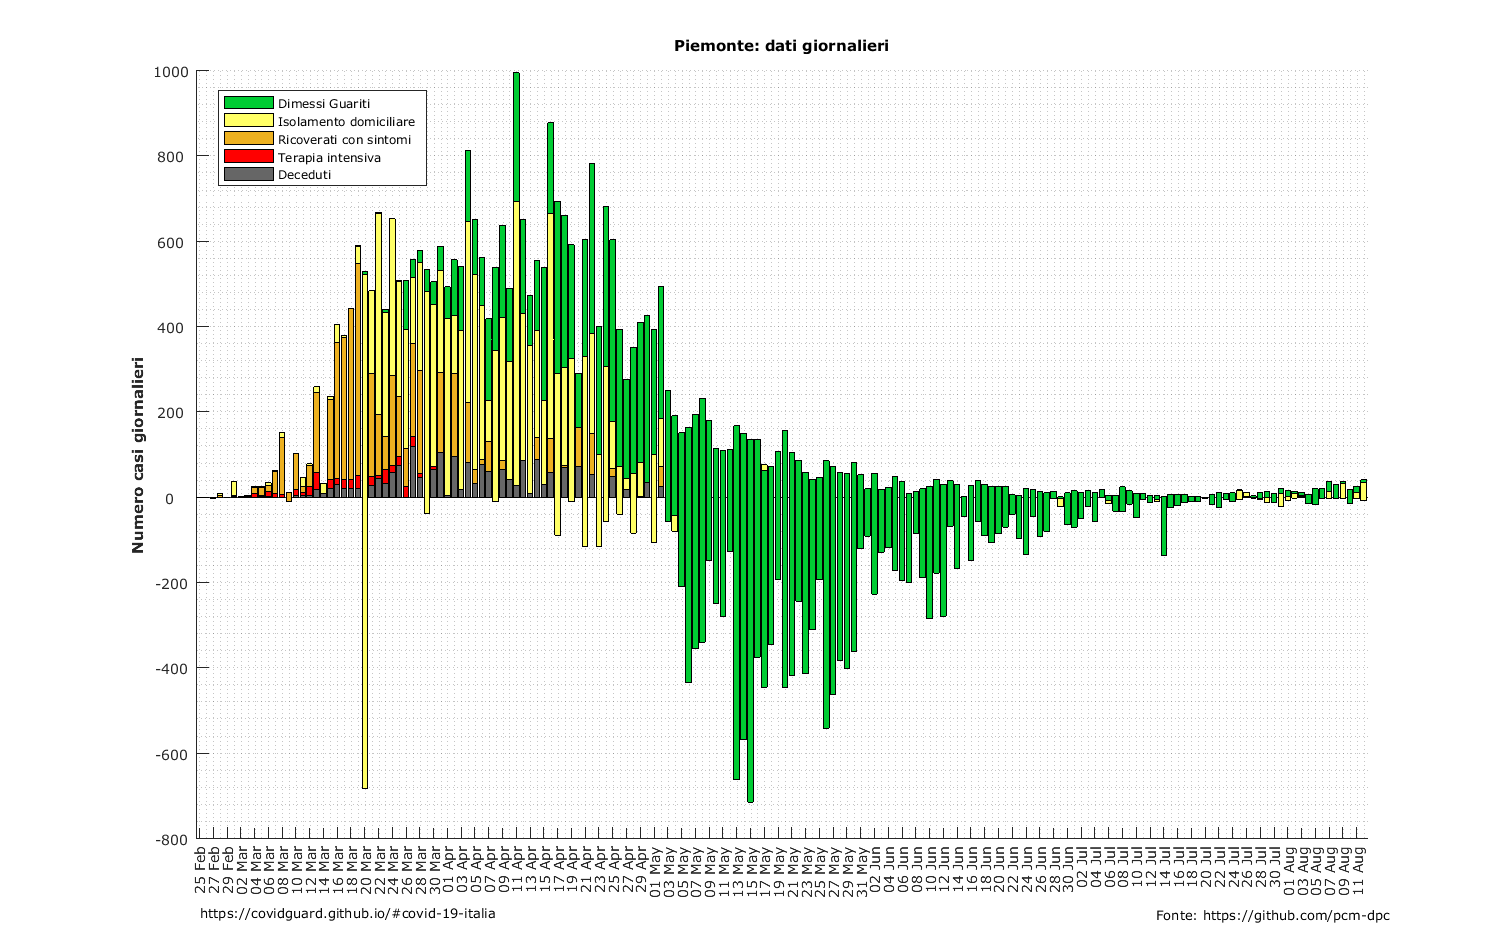 Piemonte: dati giornalieri
1000
800
600
400
200
0
-200
-400
-600
-800
Numero casi giornalieri
Dimessi Guariti
Isolamento domiciliare
Ricoverati con sintomi
Terapia intensiva
Deceduti
25 Feb
27 Feb
29 Feb
02 Mar
04 Mar
06 Mar
08 Mar
10 Mar
12 Mar
14 Mar
16 Mar
18 Mar
20 Mar
22 Mar
24 Mar
26 Mar
28 Mar
30 Mar
01 Apr
03 Apr
05 Apr
07 Apr
09 Apr
11 Apr
13 Apr
15 Apr
17 Apr
19 Apr
21 Apr
23 Apr
25 Apr
27 Apr
29 Apr
01 May
03 May
05 May
07 May
09 May
11 May
13 May
15 May
17 May
19 May
21 May
23 May
25 May
27 May
29 May
31 May
02 Jun
04 Jun
06 Jun
08 Jun
10 Jun
12 Jun
14 Jun
16 Jun
18 Jun
20 Jun
22 Jun
24 Jun
26 Jun
28 Jun
30 Jun
02 Jul
04 Jul
06 Jul
08 Jul
10 Jul
12 Jul
14 Jul
16 Jul
18 Jul
20 Jul
22 Jul
24 Jul
26 Jul
28 Jul
30 Jul
01 Aug
03 Aug
05 Aug
07 Aug
09 Aug
11 Aug
https://covidguard.github.io/#covid-19-italia
Fonte: https://github.com/pcm-dpc